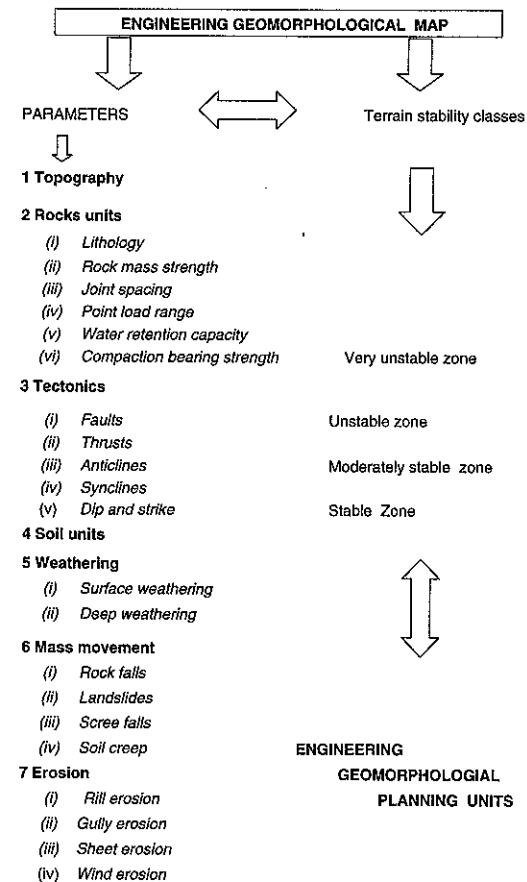 ENGINEERING GEOMORPHOLOGICAL MAP
PARAMETERS
Terrain stability classes
1 Topography
2 Rocks units
(i) Lithology
(ii) Rock mass strength
(iii) Joint spacing
(iv) Point load range
(v) Water retention capacity
(vi) Compaction bearing strength
Very unstable zone
3 Tectonics
(i) Faults
Unstable zone
(ii) Thrusts
(iii) Anticlines
Moderately stable zone
(iv) Synclines
(v) Dip and strike
Stable Zone
4 Soil units
5 Weathering
(i) Surface weathering
(ii) Deep weathering
6 Mass movement
(i) Rock falls
(ii) Landslides
(iii) Scree falls
(iv) Soil creep
ENGINEERING
7 Erosion
GEOMORPHOLOGIAL
(i) Rill erosion
PLANNING UNITS
(ii) Gully erosion
(iii) Sheet erosion
(iv) Wind erosion